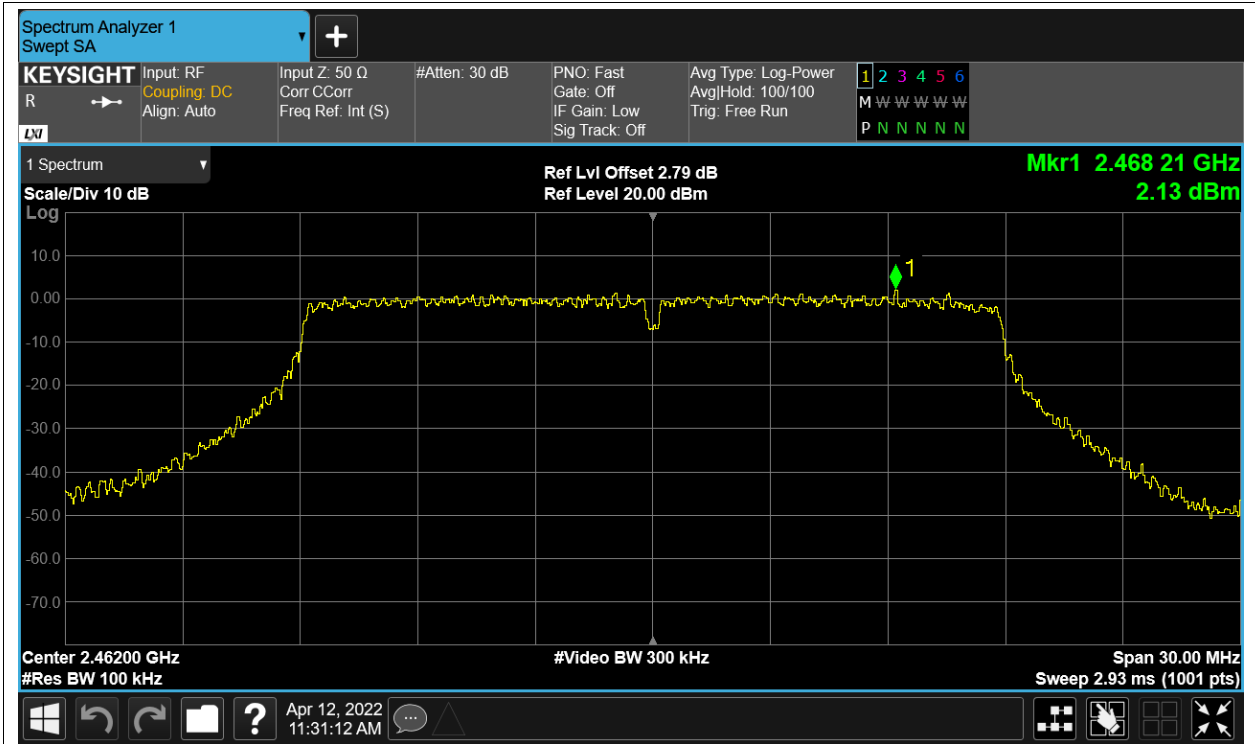 Spectrum Analyzer 1
Swept SA
+
KEYSIGHT
R
LXI
Input: RF
Coupling: DC
Align: Auto
Input Z: 50 Ω
Corr CCorr
Freq Ref: Int (S)
#Atten: 30 dB
PNO: Fast
Gate: Off
IF Gain: Low
Sig Track: Off
Avg Type: Log-Power
Avg|Hold: 100/100
Trig: Free Run
1 2 3 4 5 6
M W W W W W
P N N N N N
1 Spectrum
Scale/Div 10 dB
Log
Ref Lvl Offset 2.79 dB
Ref Level 20.00 dBm
Mkr1 2.468 21 GHz
2.13 dBm
10.0
1
0.00
-10.0
-20.0
-30.0
-40.0
-50.0
-60.0
-70.0
Center 2.46200 GHz
#Video BW 300 kHz
Span 30.00 MHz
#Res BW 100 kHz
Sweep 2.93 ms (1001 pts)
?
Apr 12, 2022
11:31:12 AM